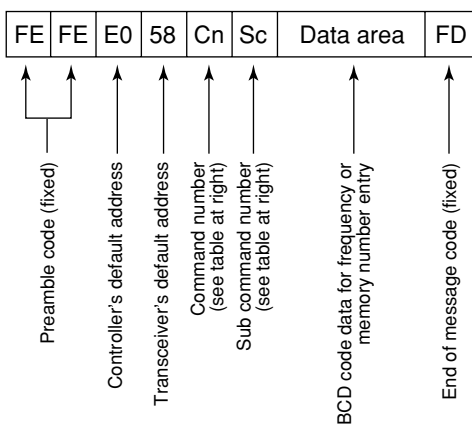 FE FE E0 58 Cn Sc Data area FD
Preamble code (fixed)
Controller's default address
Transceiver's default address
Command number
(see table at right)
Sub command number
(see table at right)
BCD code data for frequency or
memory number entry
End of message code (fixed)